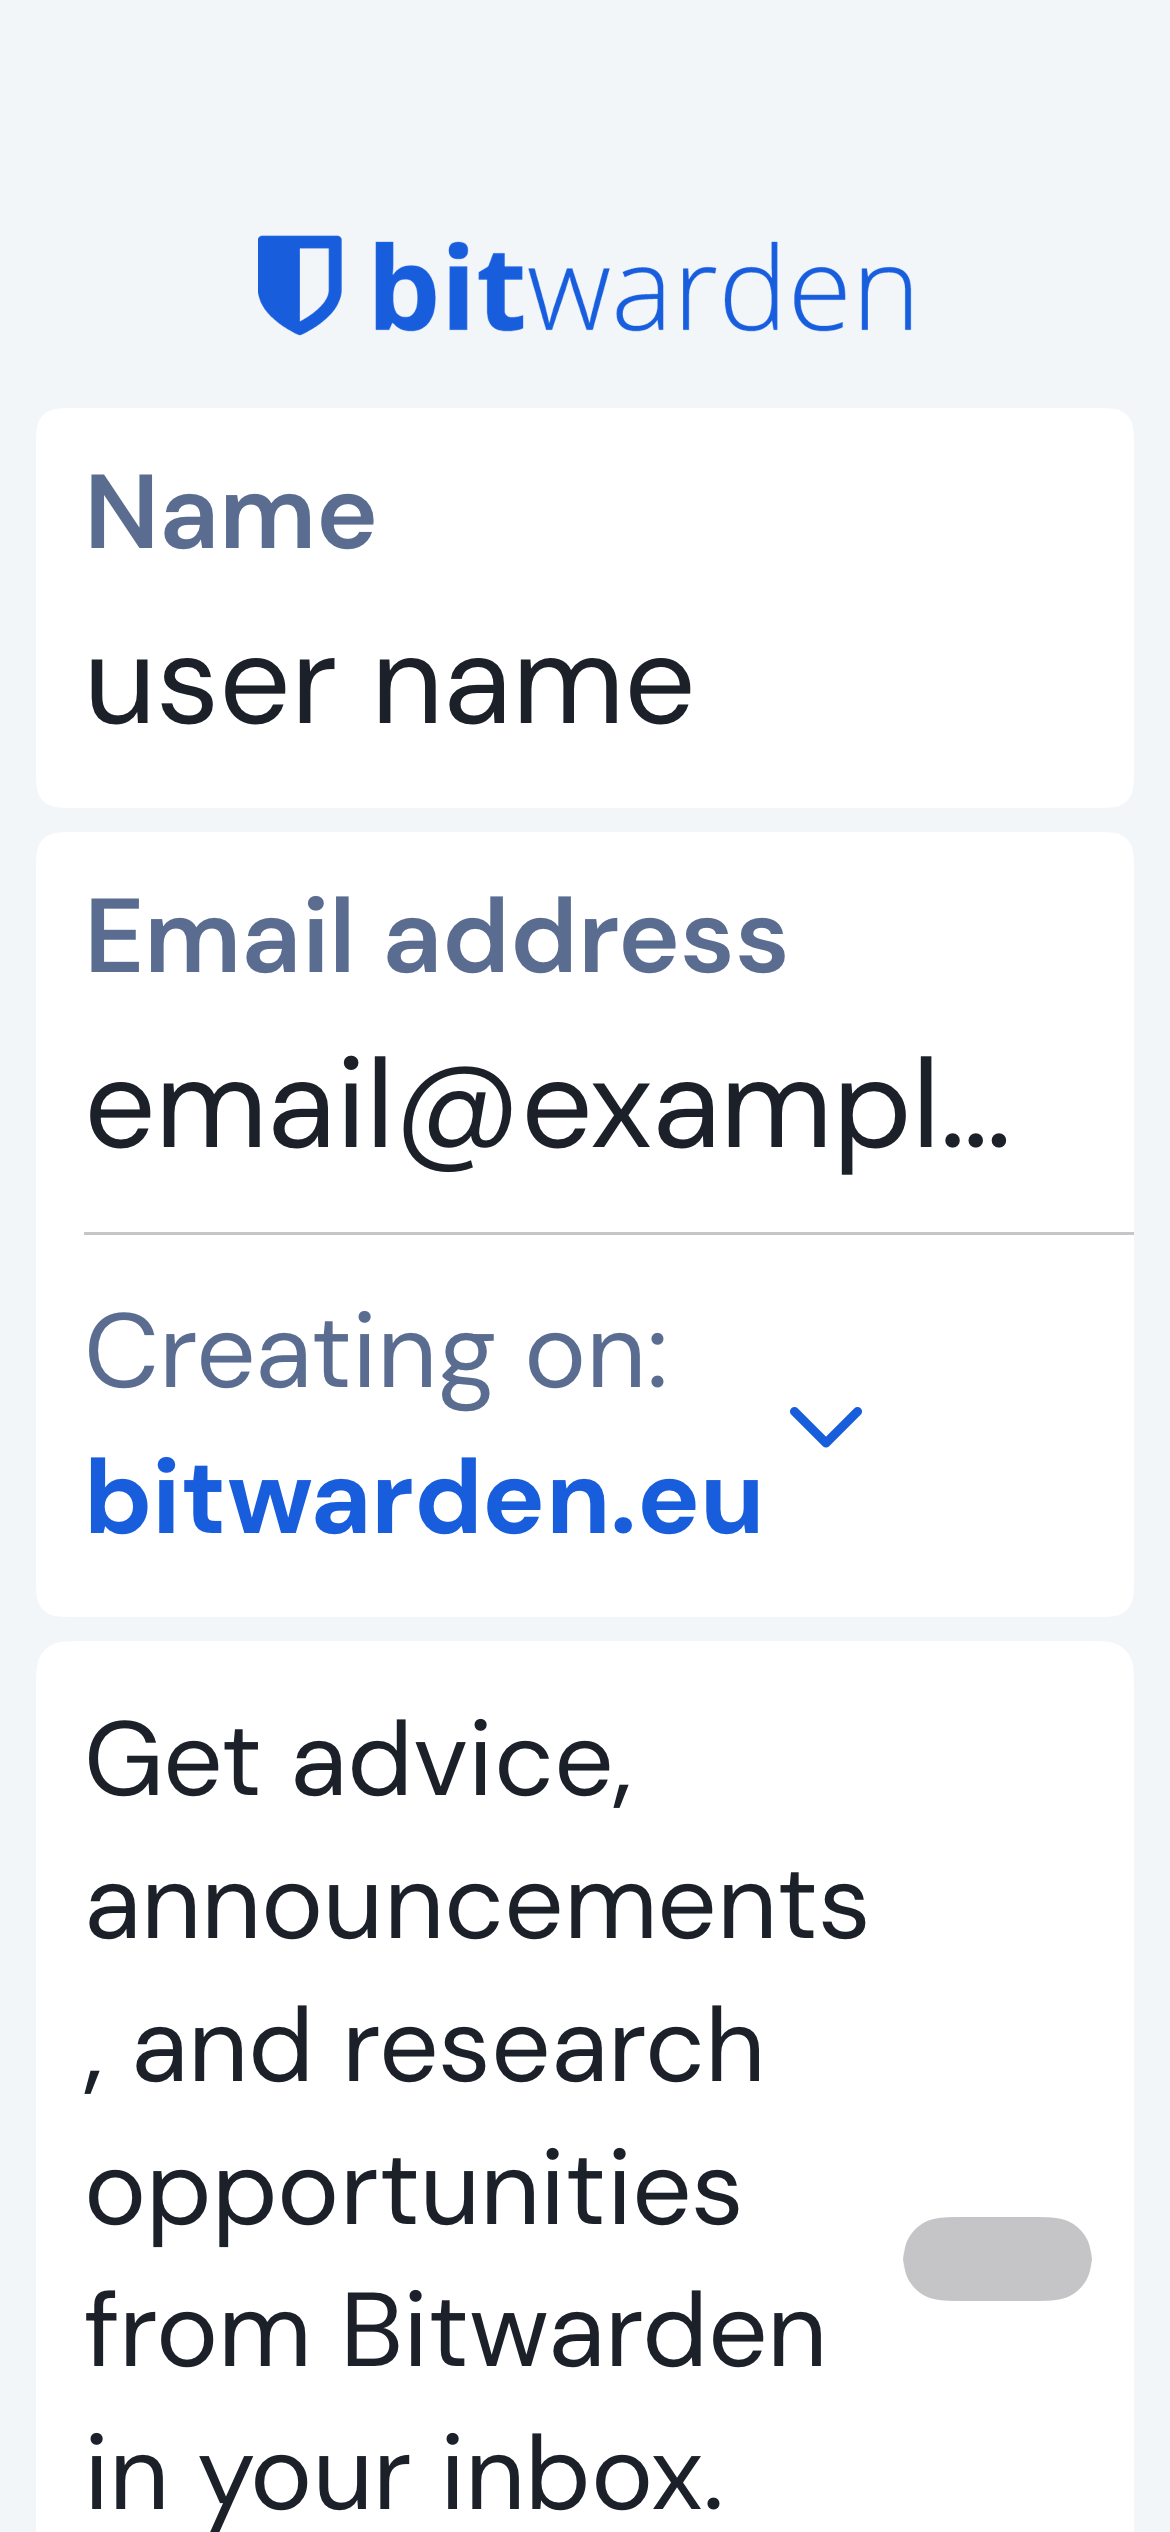 bitwarden
Name
user name
Email address
email@exampl...
Creating on:
bitwarden.eu
Get advice,
announcements
, and research
opportunities
from Bitwarden
in your inbox.